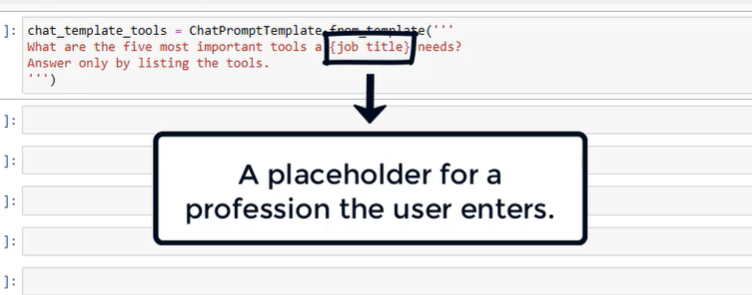 ]: chat_template_tools = ChatPromptTemplate.from_template('''
What are the five most important tools a {job title} needs?
Answer only by listing the tools.
''')
]:
A placeholder for a
profession the user enters.
]:
]:
]:
]: